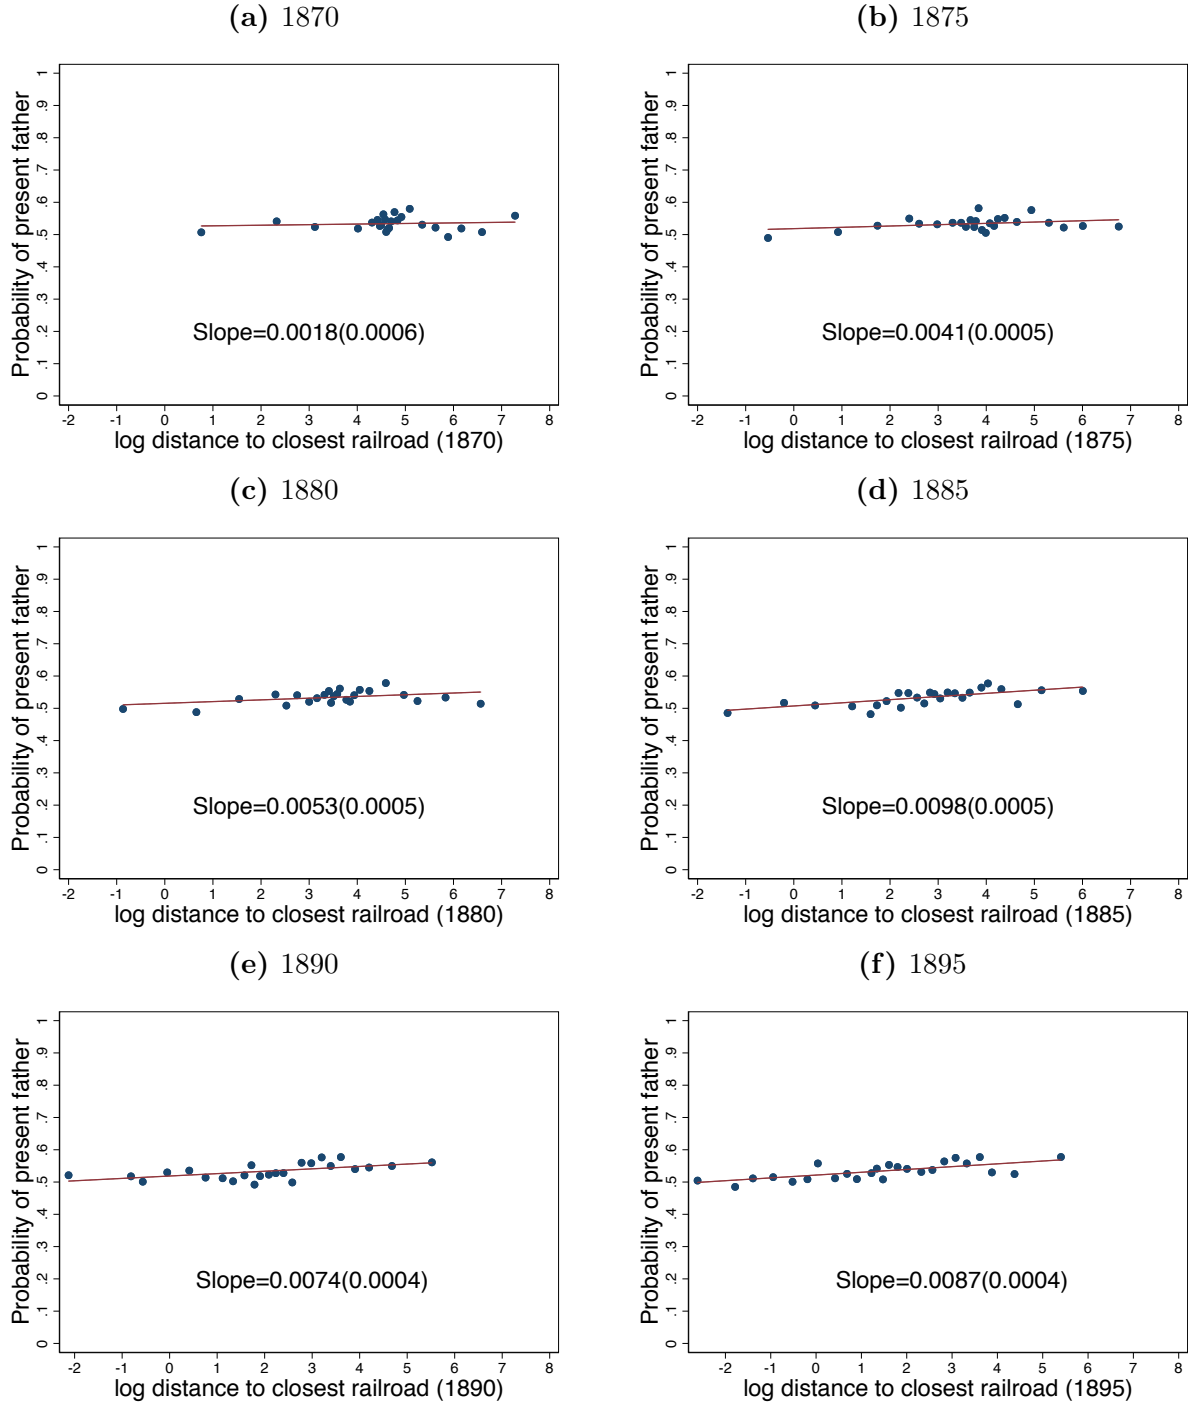 (a) 1870
Probability of present father
0 .1 .2 .3 .4 .5 .6 .7 .8 .9 1
Slope=0.0018(0.0006)
-2 -1 0 1 2 3 4 5 6 7 8
log distance to closest railroad (1870)
(b) 1875
Probability of present father
0 .1 .2 .3 .4 .5 .6 .7 .8 .9 1
Slope=0.0041(0.0005)
-2 -1 0 1 2 3 4 5 6 7 8
log distance to closest railroad (1875)
(c) 1880
Probability of present father
0 .1 .2 .3 .4 .5 .6 .7 .8 .9 1
Slope=0.0053(0.0005)
-2 -1 0 1 2 3 4 5 6 7 8
log distance to closest railroad (1880)
(d) 1885
Probability of present father
0 .1 .2 .3 .4 .5 .6 .7 .8 .9 1
Slope=0.0098(0.0005)
-2 -1 0 1 2 3 4 5 6 7 8
log distance to closest railroad (1885)
(e) 1890
Probability of present father
0 .1 .2 .3 .4 .5 .6 .7 .8 .9 1
Slope=0.0074(0.0004)
-2 -1 0 1 2 3 4 5 6 7 8
log distance to closest railroad (1890)
(f) 1895
Probability of present father
0 .1 .2 .3 .4 .5 .6 .7 .8 .9 1
Slope=0.0087(0.0004)
-2 -1 0 1 2 3 4 5 6 7 8
log distance to closest railroad (1895)